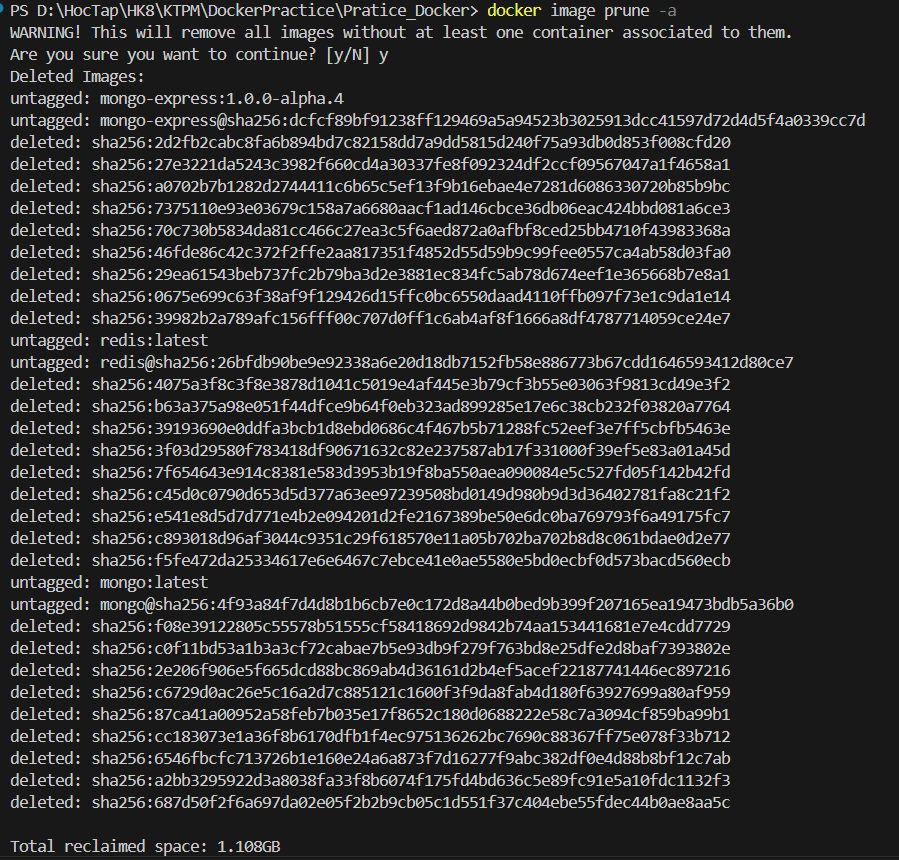 PS D:\HocTap\HK8\KTPM\DockerPractice\Pratice_Docker> docker image prune -a
WARNING! This will remove all images without at least one container associated to them.
Are you sure you want to continue? [y/N] y
Deleted Images:
untagged: mongo-express:1.0.0-alpha.4
untagged: mongo-express@sha256:dcfcf89bf91238ff129469a5a94523b3025913dcc41597d72d4d5f4a0339cc7d
deleted: sha256:2d2fb2cabc8fa6b894bd7c82158dd7a9dd5815d240f75a93db0d853f008cfd20
deleted: sha256:27e3221da5243c3982f660cd4a30337fe8f092324df2ccf09567047a1f4658a1
deleted: sha256:a0702b7b1282d2744411c6b65c5ef13f9b16ebae4e7281d6086330720b85b9bc
deleted: sha256:7375110e93e03679c158a7a6680aacf1ad146cbce36db06eac424bbd081a6ce3
deleted: sha256:70c730b5834da81cc466c27ea3c5f6aed872a0afbf8ced25bb4710f43983368a
deleted: sha256:46fde86c42c372f2ffe2aa817351f4852d55d59b9c99fee0557ca4ab58d03fa0
deleted: sha256:29ea61543beb737fc2b79ba3d2e3881ec834fc5ab78d674eef1e365668b7e8a1
deleted: sha256:0675e699c63f38af9f129426d15ffc0bc6550daad4110ffb097f73e1c9da1e14
deleted: sha256:39982b2a789afc156fff00c707d0ff1c6ab4af8f1666a8df4787714059ce24e7
untagged: redis:latest
untagged: redis@sha256:26bfdb90be9e92338a6e20d18db7152fb58e886773b67cdd1646593412d80ce7
deleted: sha256:4075a3f8c3f8e3878d1041c5019e4af445e3b79cf3b55e03063f9813cd49e3f2
deleted: sha256:b63a375a98e051f44dfce9b64f0eb323ad899285e17e6c38cb232f03820a7764
deleted: sha256:39193690e0ddfa3bcb1d8ebd0686c4f467b5b71288fc52eef3e7ff5cbfb5463e
deleted: sha256:3f03d29580f783418df90671632c82e237587ab17f331000f39ef5e83a01a45d
deleted: sha256:7f654643e914c8381e583d3953b19f8ba550aea090084e5c527fd05f142b42fd
deleted: sha256:c45d0c0790d653d5d377a63ee97239508bd0149d980b9d3d36402781fa8c21f2
deleted: sha256:e541e8d5d7d771e4b2e094201d2fe2167389be50e6dc0ba769793f6a49175fc7
deleted: sha256:c893018d96af3044c9351c29f618570e11a05b702ba702b8d8c061bdae0d2e77
deleted: sha256:f5fe472da25334617e6e6467c7ebce41e0ae5580e5bd0ecbf0d573bacd560ecb
untagged: mongo:latest
untagged: mongo@sha256:4f93a84f7d4d8b1b6cb7e0c172d8a44b0bed9b399f207165ea19473bdb5a36b0
deleted: sha256:f08e39122805c55578b51555cf58418692d9842b74aa153441681e7e4cdd7729
deleted: sha256:c0f11bd53a1b3a3cf72cabae7b5e93db9f279f763bd8e25dfe2d8baf7393802e
deleted: sha256:2e206f906e5f665dcd88bc869ab4d36161d2b4ef5acef22187741446ec897216
deleted: sha256:c6729d0ac26e5c16a2d7c885121c1600f3f9da8fab4d180f63927699a80af959
deleted: sha256:87ca41a00952a58feb7b035e17f8652c180d0688222e58c7a3094cf859ba99b1
deleted: sha256:cc183073e1a36f8b6170dfb1f4ec975136262bc7690c88367ff75e078f33b712
deleted: sha256:6546fbcfc713726b1e160e24a6a873f7d16277f9abc382df0e4d88b8bf12c7ab
deleted: sha256:a2bb3295922d3a8038fa33f8b6074f175fd4bd636c5e89fc91e5a10fdc1132f3
deleted: sha256:687d50f2f6a697da02e05f2b2b9cb05c1d551f37c404ebe55fdec44b0ae8aa5c
Total reclaimed space: 1.108GB